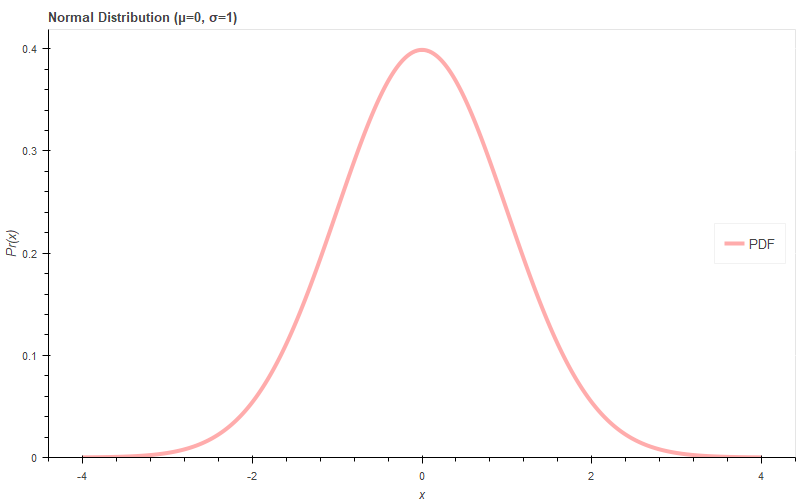 Normal Distribution (μ=0, σ=1)
0.4
0.3
0.2
0.1
0
Pr(x)
PDF
-4
-2
0
2
4
x